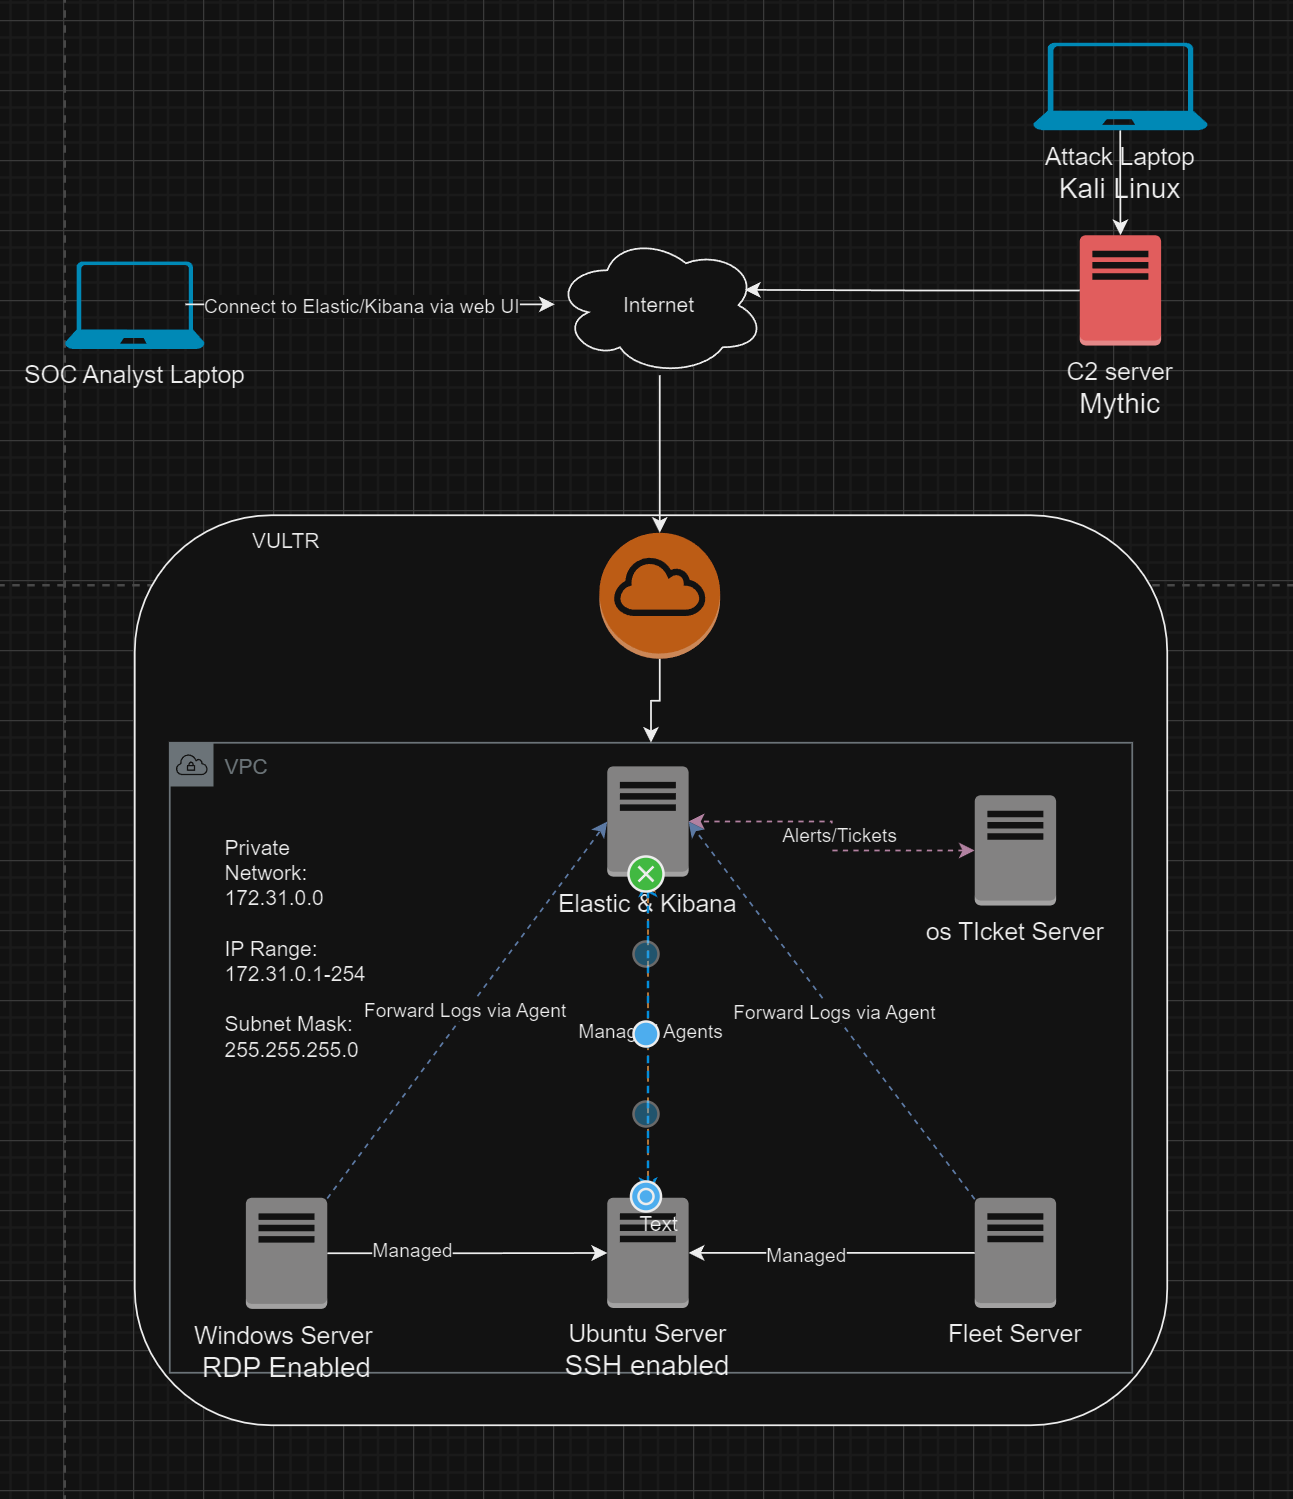 Attack Laptop
Kali Linux
Connect to Elastic/Kibana via web UI
Internet
SOC Analyst Laptop
C2 server
Mythic
VULTR
VPC
Private
Network:
172.31.0.0
IP Range:
172.31.0.1-254
Subnet Mask:
255.255.255.0
Alerts/Tickets
Elastic & Kibana
os TIcket Server
Forward Logs via Agent
Agents
Forward Logs via Agent
Text
Managed
Managed
Windows Server
RDP Enabled
Ubuntu Server
SSH enabled
Fleet Server